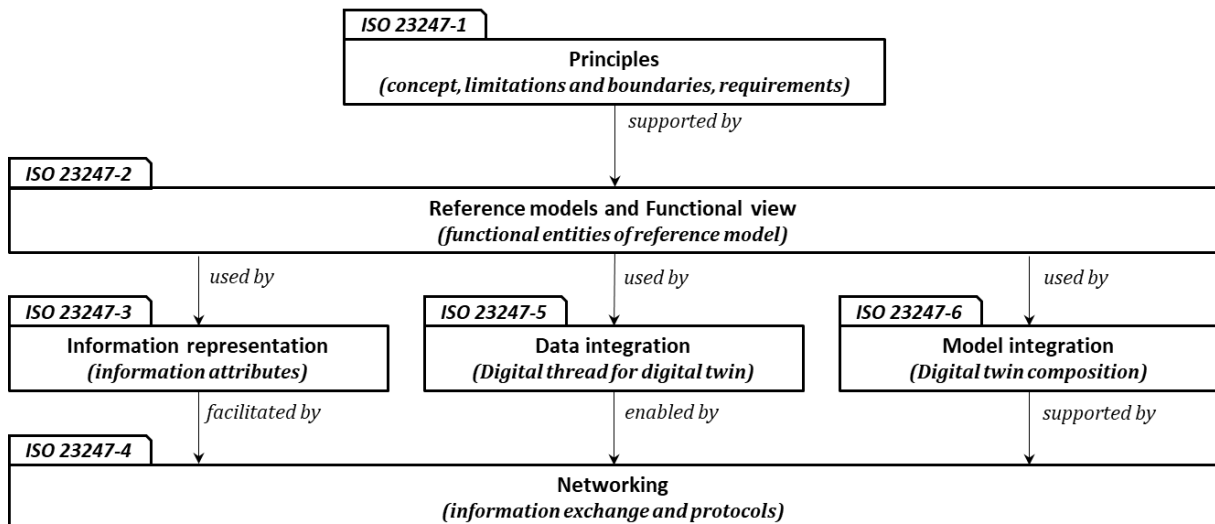 ISO 23247-1
Principles
(concept, limitations and boundaries, requirements)
supported by
ISO 23247-2
Reference models and Functional view
(functional entities of reference model)
used by
used by
used by
ISO 23247-3
Information representation
(information attributes)
ISO 23247-5
Data integration
(Digital thread for digital twin)
ISO 23247-6
Model integration
(Digital twin composition)
facilitated by
enabled by
supported by
ISO 23247-4
Networking
(information exchange and protocols)